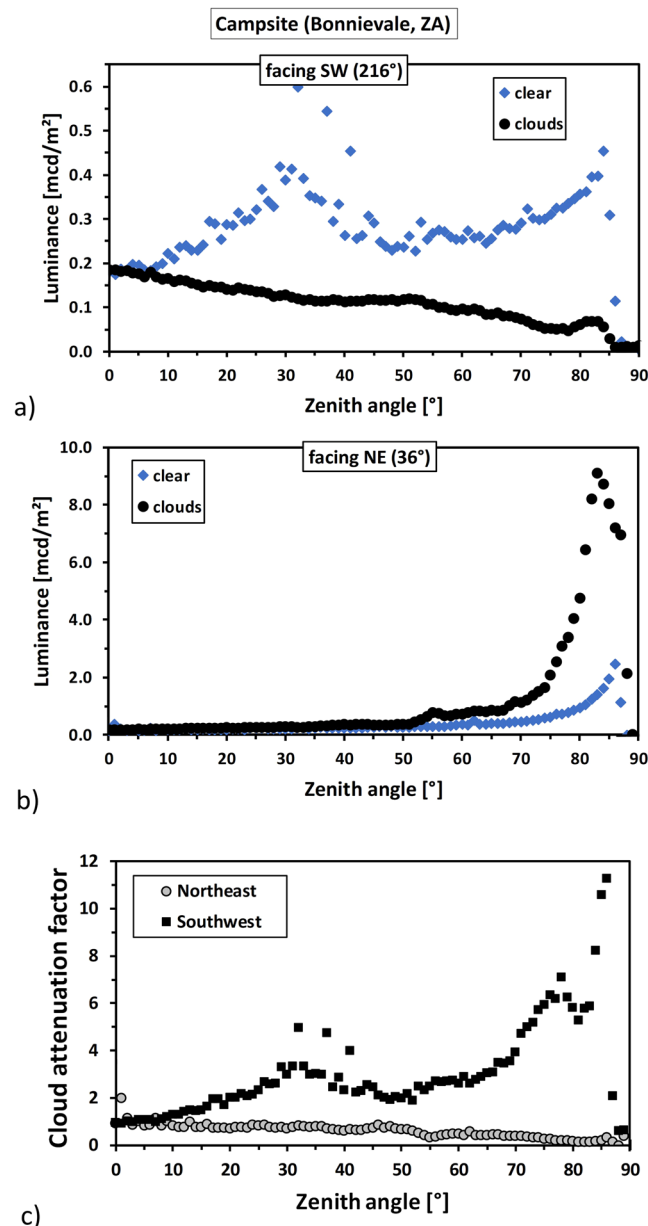 Campsite (Bonnievale, ZA)
facing SW (216°)
0.6
0.5
0.4
0.3
0.2
0.1
0.0
Luminance [mcd/m²]
clear
clouds
0 10 20 30 40 50 60 70 80 90
Zenith angle [°]
a)
facing NE (36°)
10.0
8.0
6.0
4.0
2.0
0.0
Luminance [mcd/m²]
clear
clouds
0 10 20 30 40 50 60 70 80 90
Zenith angle [°]
b)
12
10
8
6
4
2
0
Cloud attenuation factor
Northeast
Southwest
0 10 20 30 40 50 60 70 80 90
Zenith angle [°]
c)